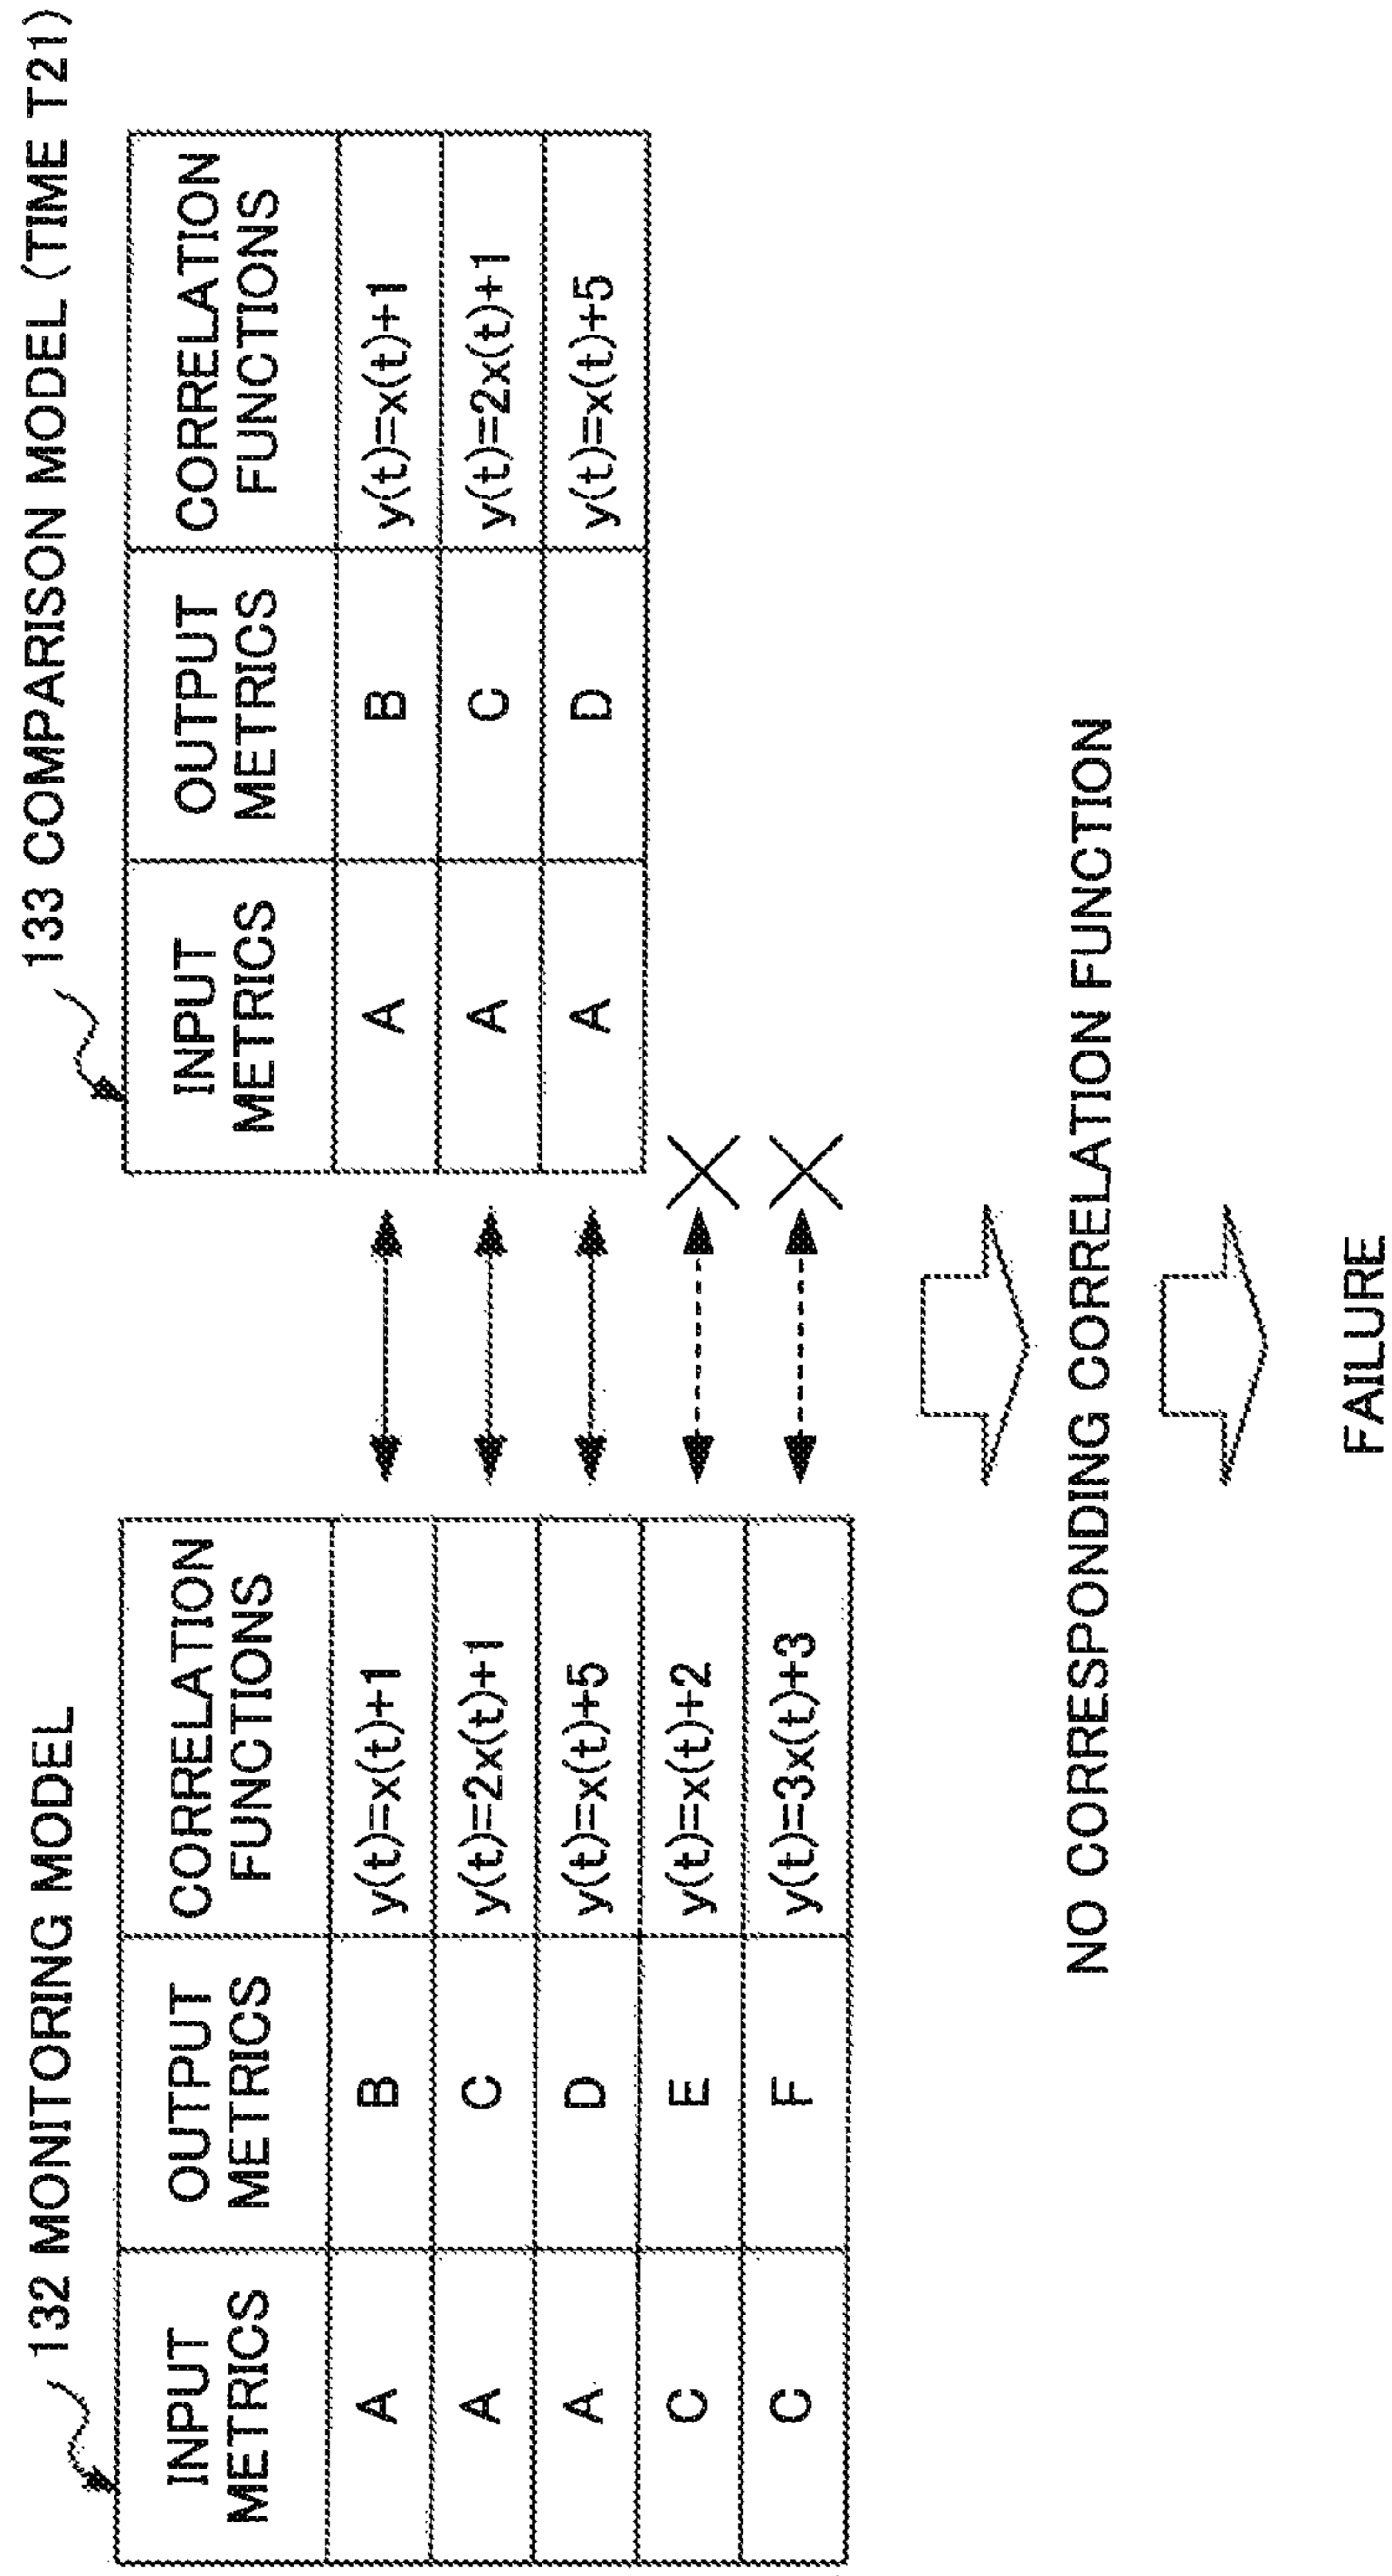 132 MONITORING MODEL
INPUT METRICS OUTPUT METRICS CORRELATION FUNCTIONS
A B y(t)=x(t)+1
A C y(t)=2x(t)+1
A D y(t)=x(t)+5
C E y(t)=x(t)+2
C F y(t)=3x(t)+3
133 COMPARISON MODEL (TIME T21)
INPUT METRICS OUTPUT METRICS CORRELATION FUNCTIONS
A B y(t)=x(t)+1
A C y(t)=2x(t)+1
A D y(t)=x(t)+5
NO CORRESPONDING CORRELATION FUNCTION
FAILURE